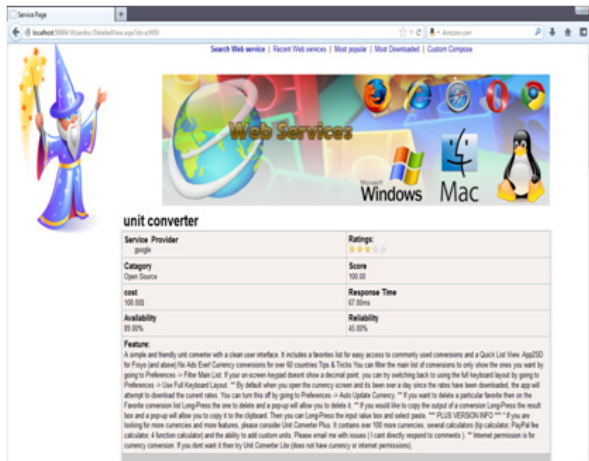 Service Page
Amazon.com
Search Web service | Recent Web services | Most popular | Most Downloaded | Custom Compose
Web Services
Microsoft
Windows
Mac
unit converter
Service Provider
google
Ratings:
Catagory
Open Source
Score
100.00
cost
100.00$
Response Time
67.00ms
Availability
89.00%
Reliability
45.00%
Feature:
A simple and friendly unit converter with a clean user interface. It includes a favorites list for easy access to commonly used conversions and a Quick List View. App2SD
for Froyo (and above) No Ads Ever! Currency conversions for over 60 countries Tips & Tricks You can filter the main list of conversions to only show the ones you want by
going to Preferences -> Filter Main List. If your on-screen keypad doesnt show a decimal point, you can try switching back to using the full keyboard layout by going to
Preferences -> Use Full Keyboard Layout. ** By default when you open the currency screen and its been over a day since the rates have been downloaded, the app will
attempt to download the current rates. You can turn this off by going to Preferences -> Auto Update Currency. ** If you want to delete a particular favorite then on the
Favorite conversion list Long-Press the one to delete and a pop-up will allow you to delete it. ** If you would like to copy the output of a conversion Long-Press the result
box and a pop-up will allow you to copy it to the clipboard. Then you can Long-Press the input value box and select paste. *** PLUS VERSION INFO *** * If you are
looking for more currencies and more features, please consider Unit Converter Plus. It contains over 100 more currencies, several calculators (tip calculator, PayPal fee
calculator, 4 function calculator) and the ability to add custom units. Please email me with issues ( I cant directly respond to comments ). ** Internet permission is for
currency conversion. If you dont want it then try Unit Converter Lite (does not have currency or internet permissions).